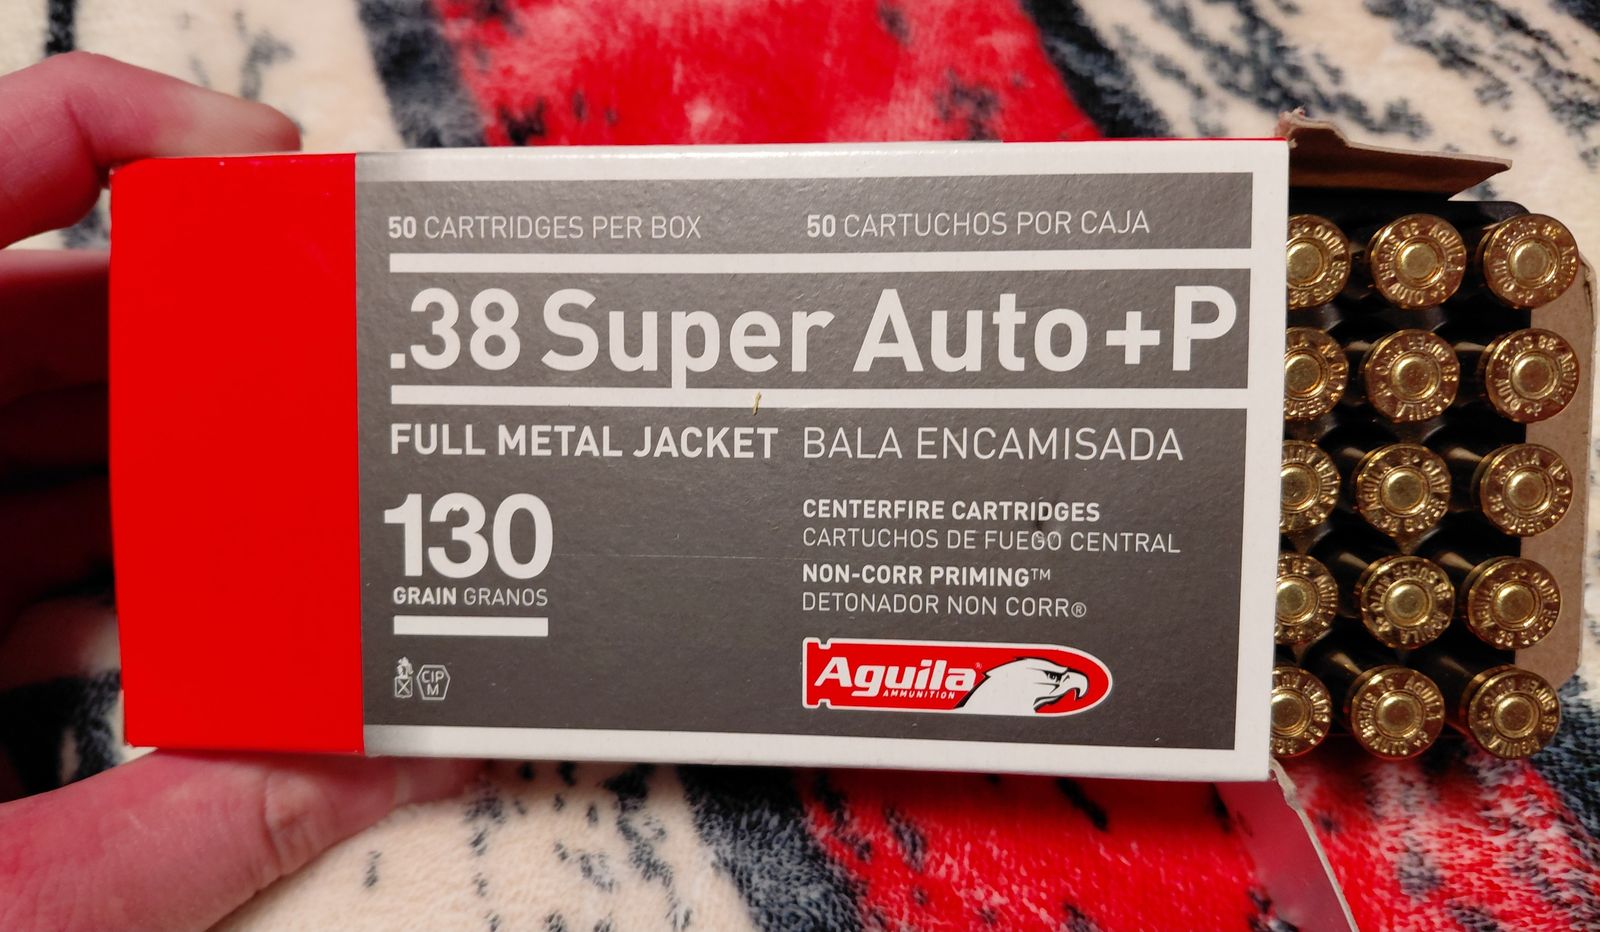 50 CARTRIDGES PER BOX 50 CARTUCHOS POR CAJA
.38 Super Auto +P
FULL METAL JACKET BALA ENCAMISADA
130
GRAIN GRANOS
CENTERFIRE CARTRIDGES
CARTUCHOS DE FUEGO CENTRAL
NON-CORR PRIMING™
DETONADOR NON CORR®
CIP
M
Aguila®
AMMUNITION